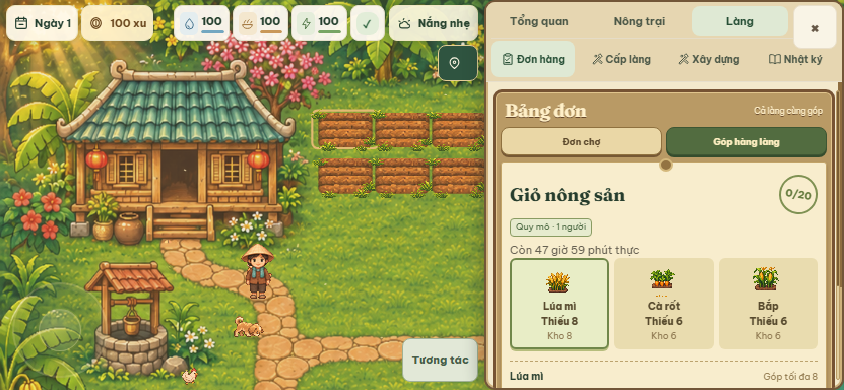 Ngày 1
100 xu
100
100
100
Nắng nhẹ
Tổng quan
Nông trại
Làng
×
Đơn hàng
Cấp làng
Xây dựng
Nhật ký
Bảng đơn
Cả làng cùng góp
Đơn chợ
Góp hàng làng
Giỏ nông sản
0/20
Quy mô · 1 người
Còn 47 giờ 59 phút thực
Lúa mì
Thiếu 8
Kho 8
Cà rốt
Thiếu 6
Kho 6
Bắp
Thiếu 6
Kho 6
Lúa mì
Góp tối đa 8
Tương tác